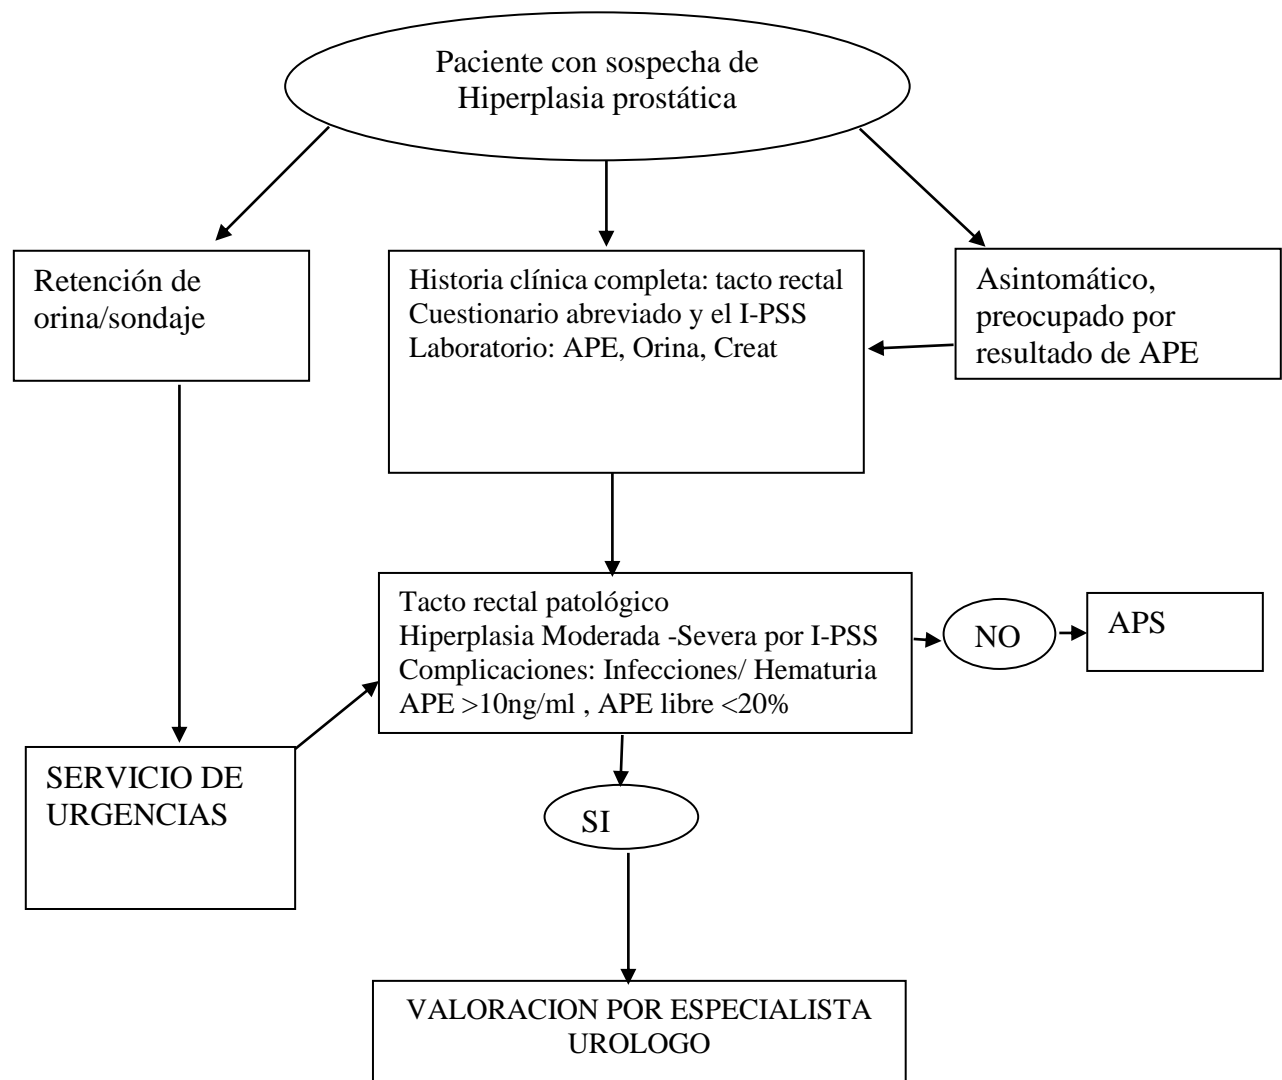 Paciente con sospecha de
Hiperplasia prostática
Retención de
orina/sondaje
Historia clínica completa: tacto rectal
Cuestionario abreviado y el I-PSS
Laboratorio: APE, Orina, Creat
Asintomático,
preocupado por
resultado de APE
Tacto rectal patológico
Hiperplasia Moderada -Severa por I-PSS
Complicaciones: Infecciones/ Hematuria
APE >10ng/ml , APE libre <20%
NO
APS
SERVICIO DE
URGENCIAS
SI
VALORACION POR ESPECIALISTA
UROLOGO